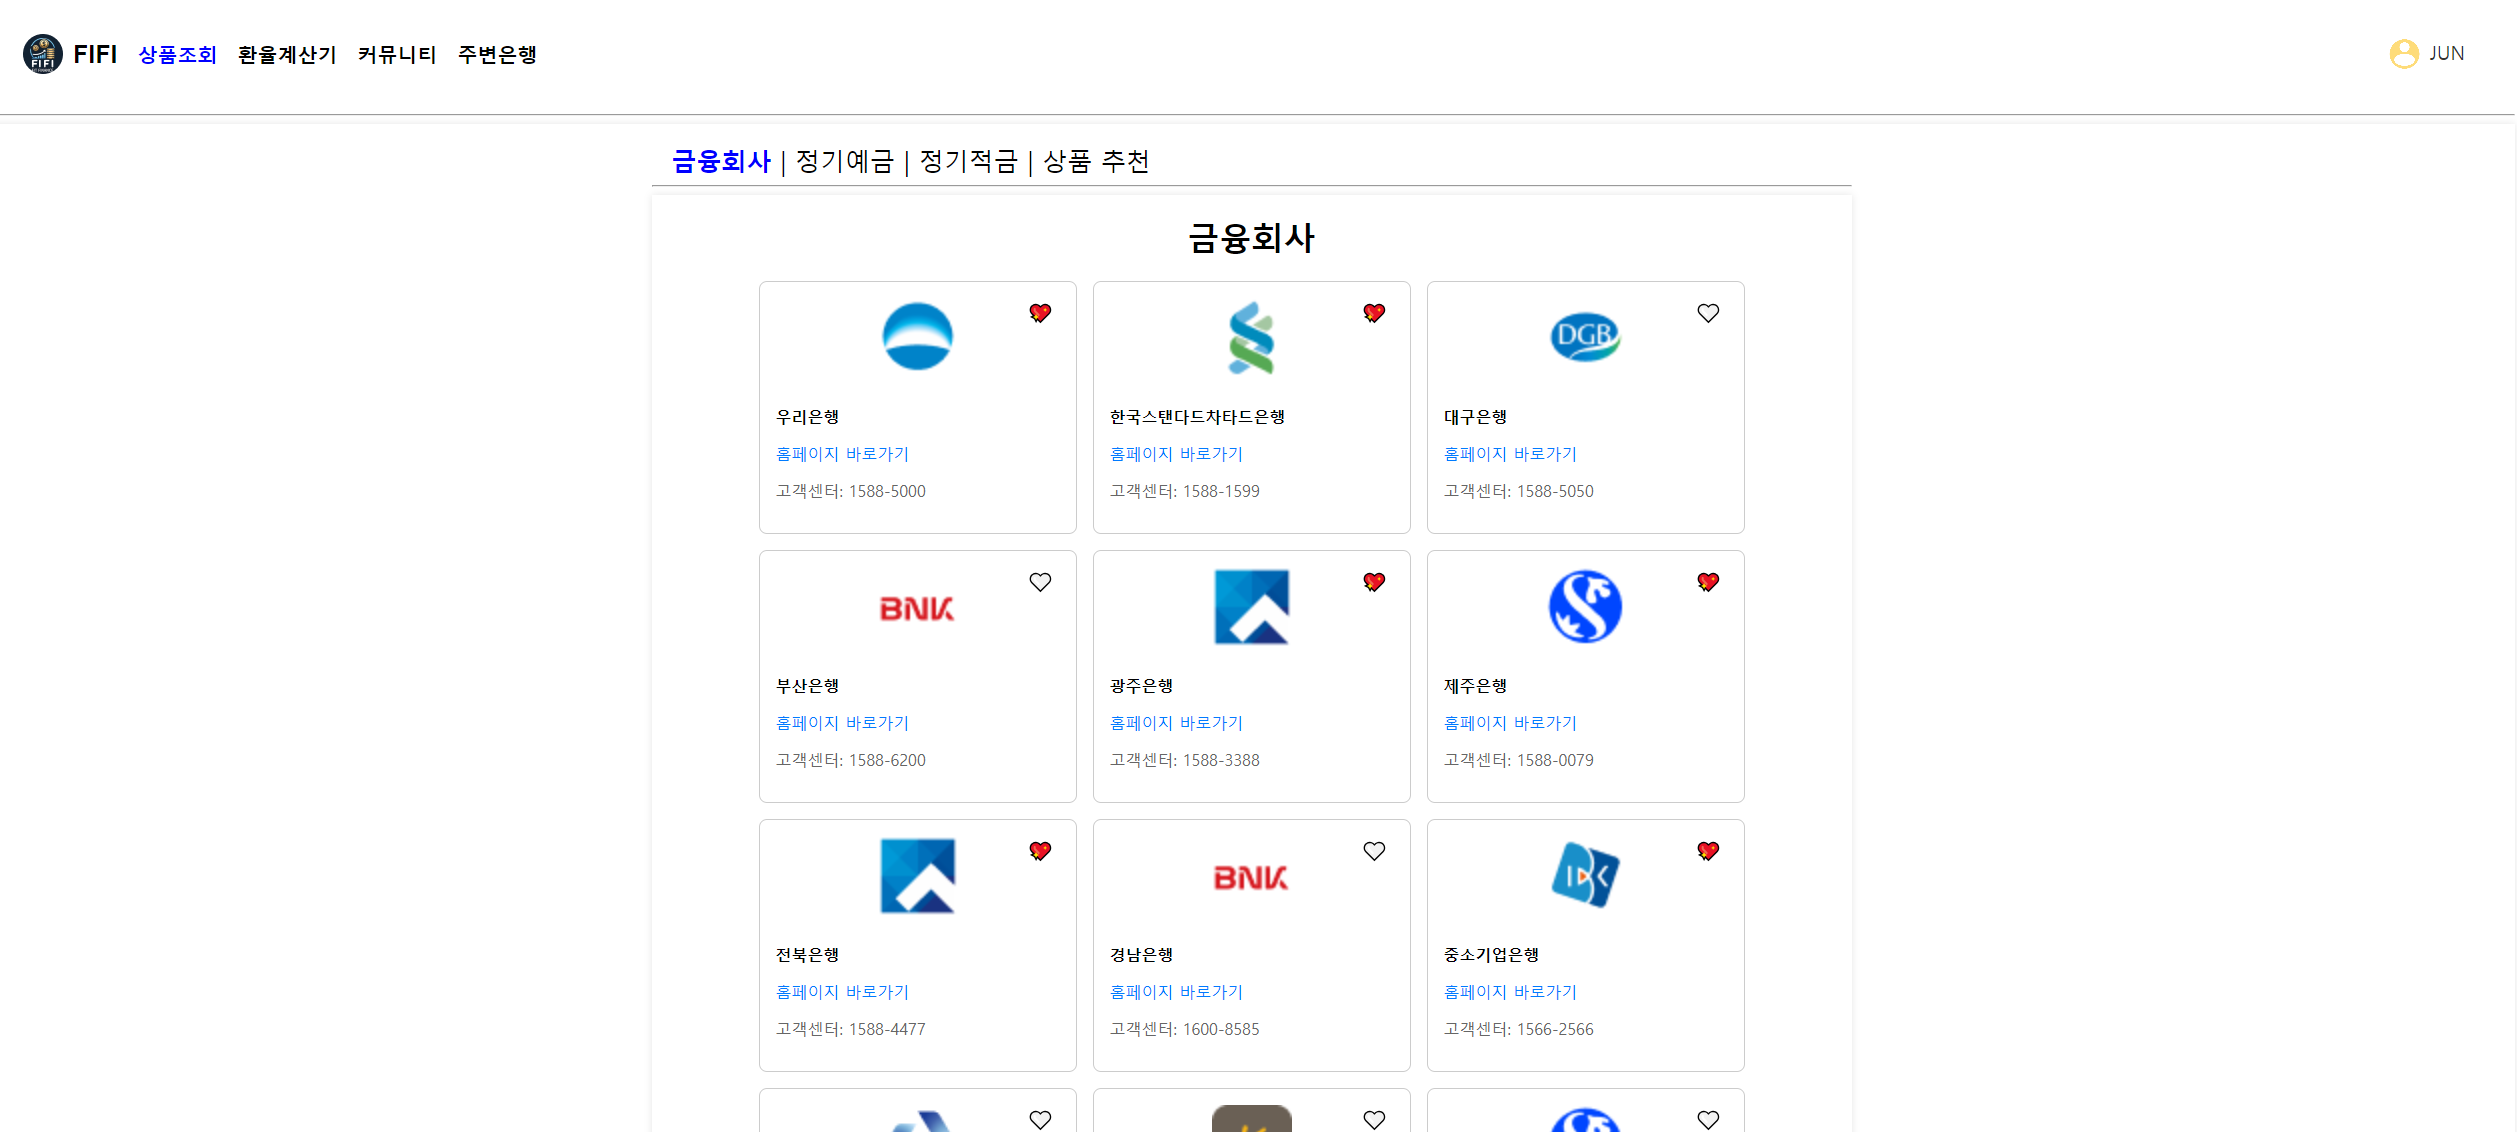 FIFI 상품조회 환율계산기 커뮤니티 주변은행 JUN
금융회사 | 정기예금 | 정기적금 | 상품 추천
금융회사
DGB
우리은행 한국스탠다드차타드은행 대구은행
홈페이지 바로가기 홈페이지 바로가기 홈페이지 바로가기
고객센터: 1588-5000 고객센터: 1588-1599 고객센터: 1588-5050
BNK
부산은행 광주은행 제주은행
홈페이지 바로가기 홈페이지 바로가기 홈페이지 바로가기
고객센터: 1588-6200 고객센터: 1588-3388 고객센터: 1588-0079
BNK IBK
전북은행 경남은행 중소기업은행
홈페이지 바로가기 홈페이지 바로가기 홈페이지 바로가기
고객센터: 1588-4477 고객센터: 1600-8585 고객센터: 1566-2566